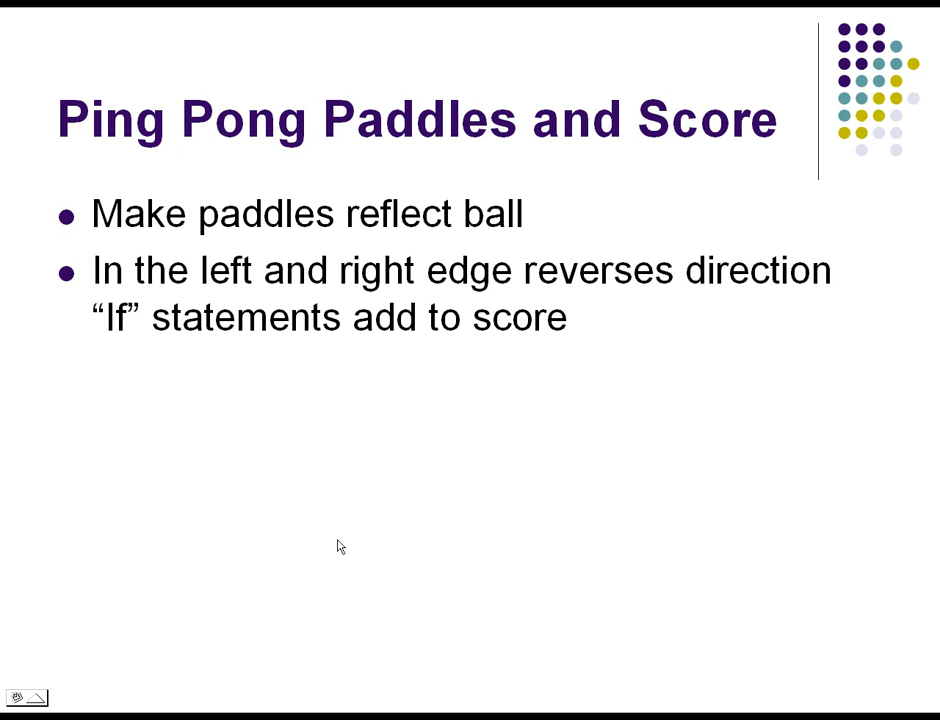 Ping Pong Paddles and Score
Make paddles reflect ball
In the left and right edge reverses direction
“If” statements add to score